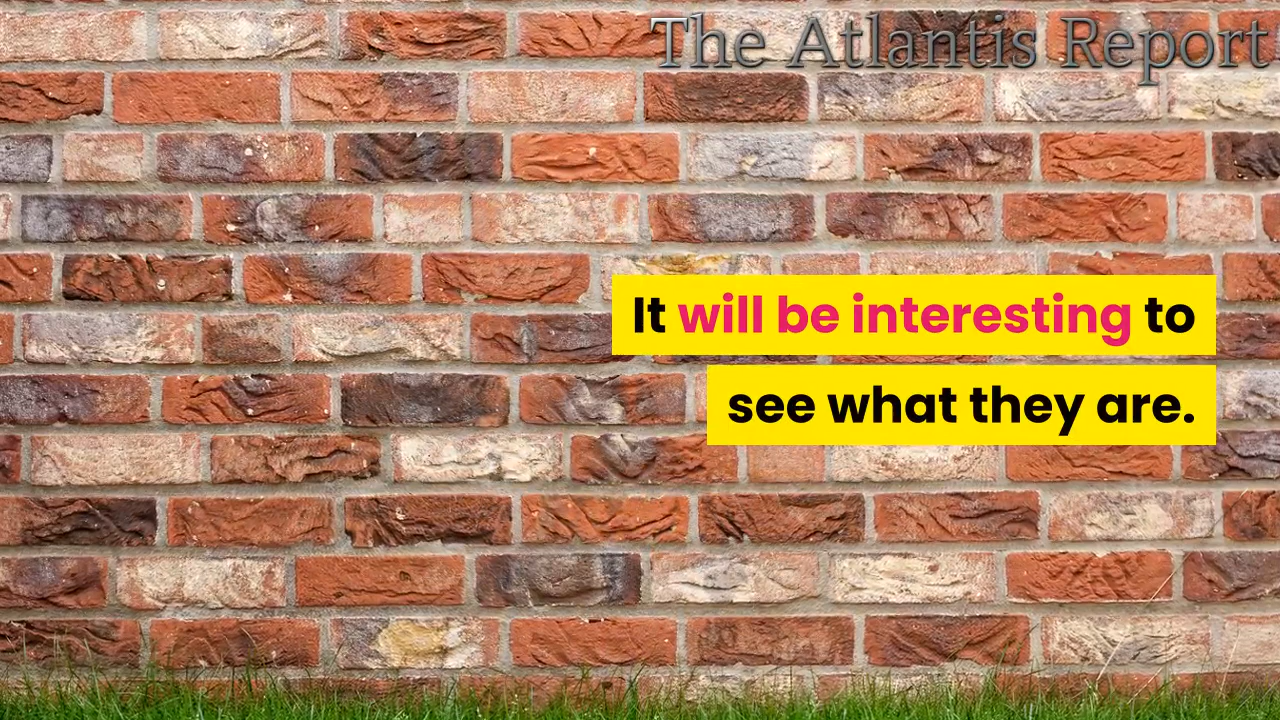 The Atlantis Report
It will be interesting to
see what they are.